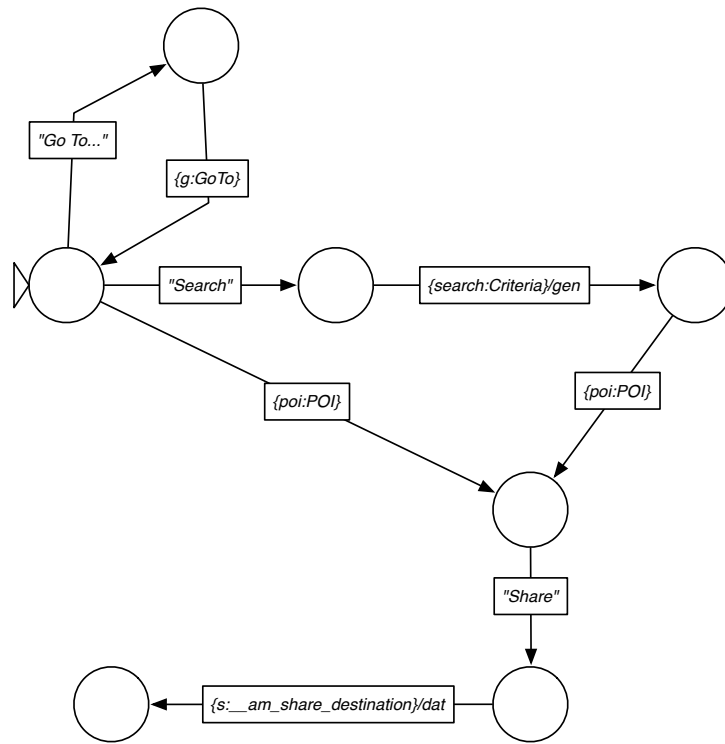 "Go To..."
{g:GoTo}
"Search"
{search:Criteria}/gen
{poi:POI}
{poi:POI}
"Share"
{s:__am_share_destination}/dat